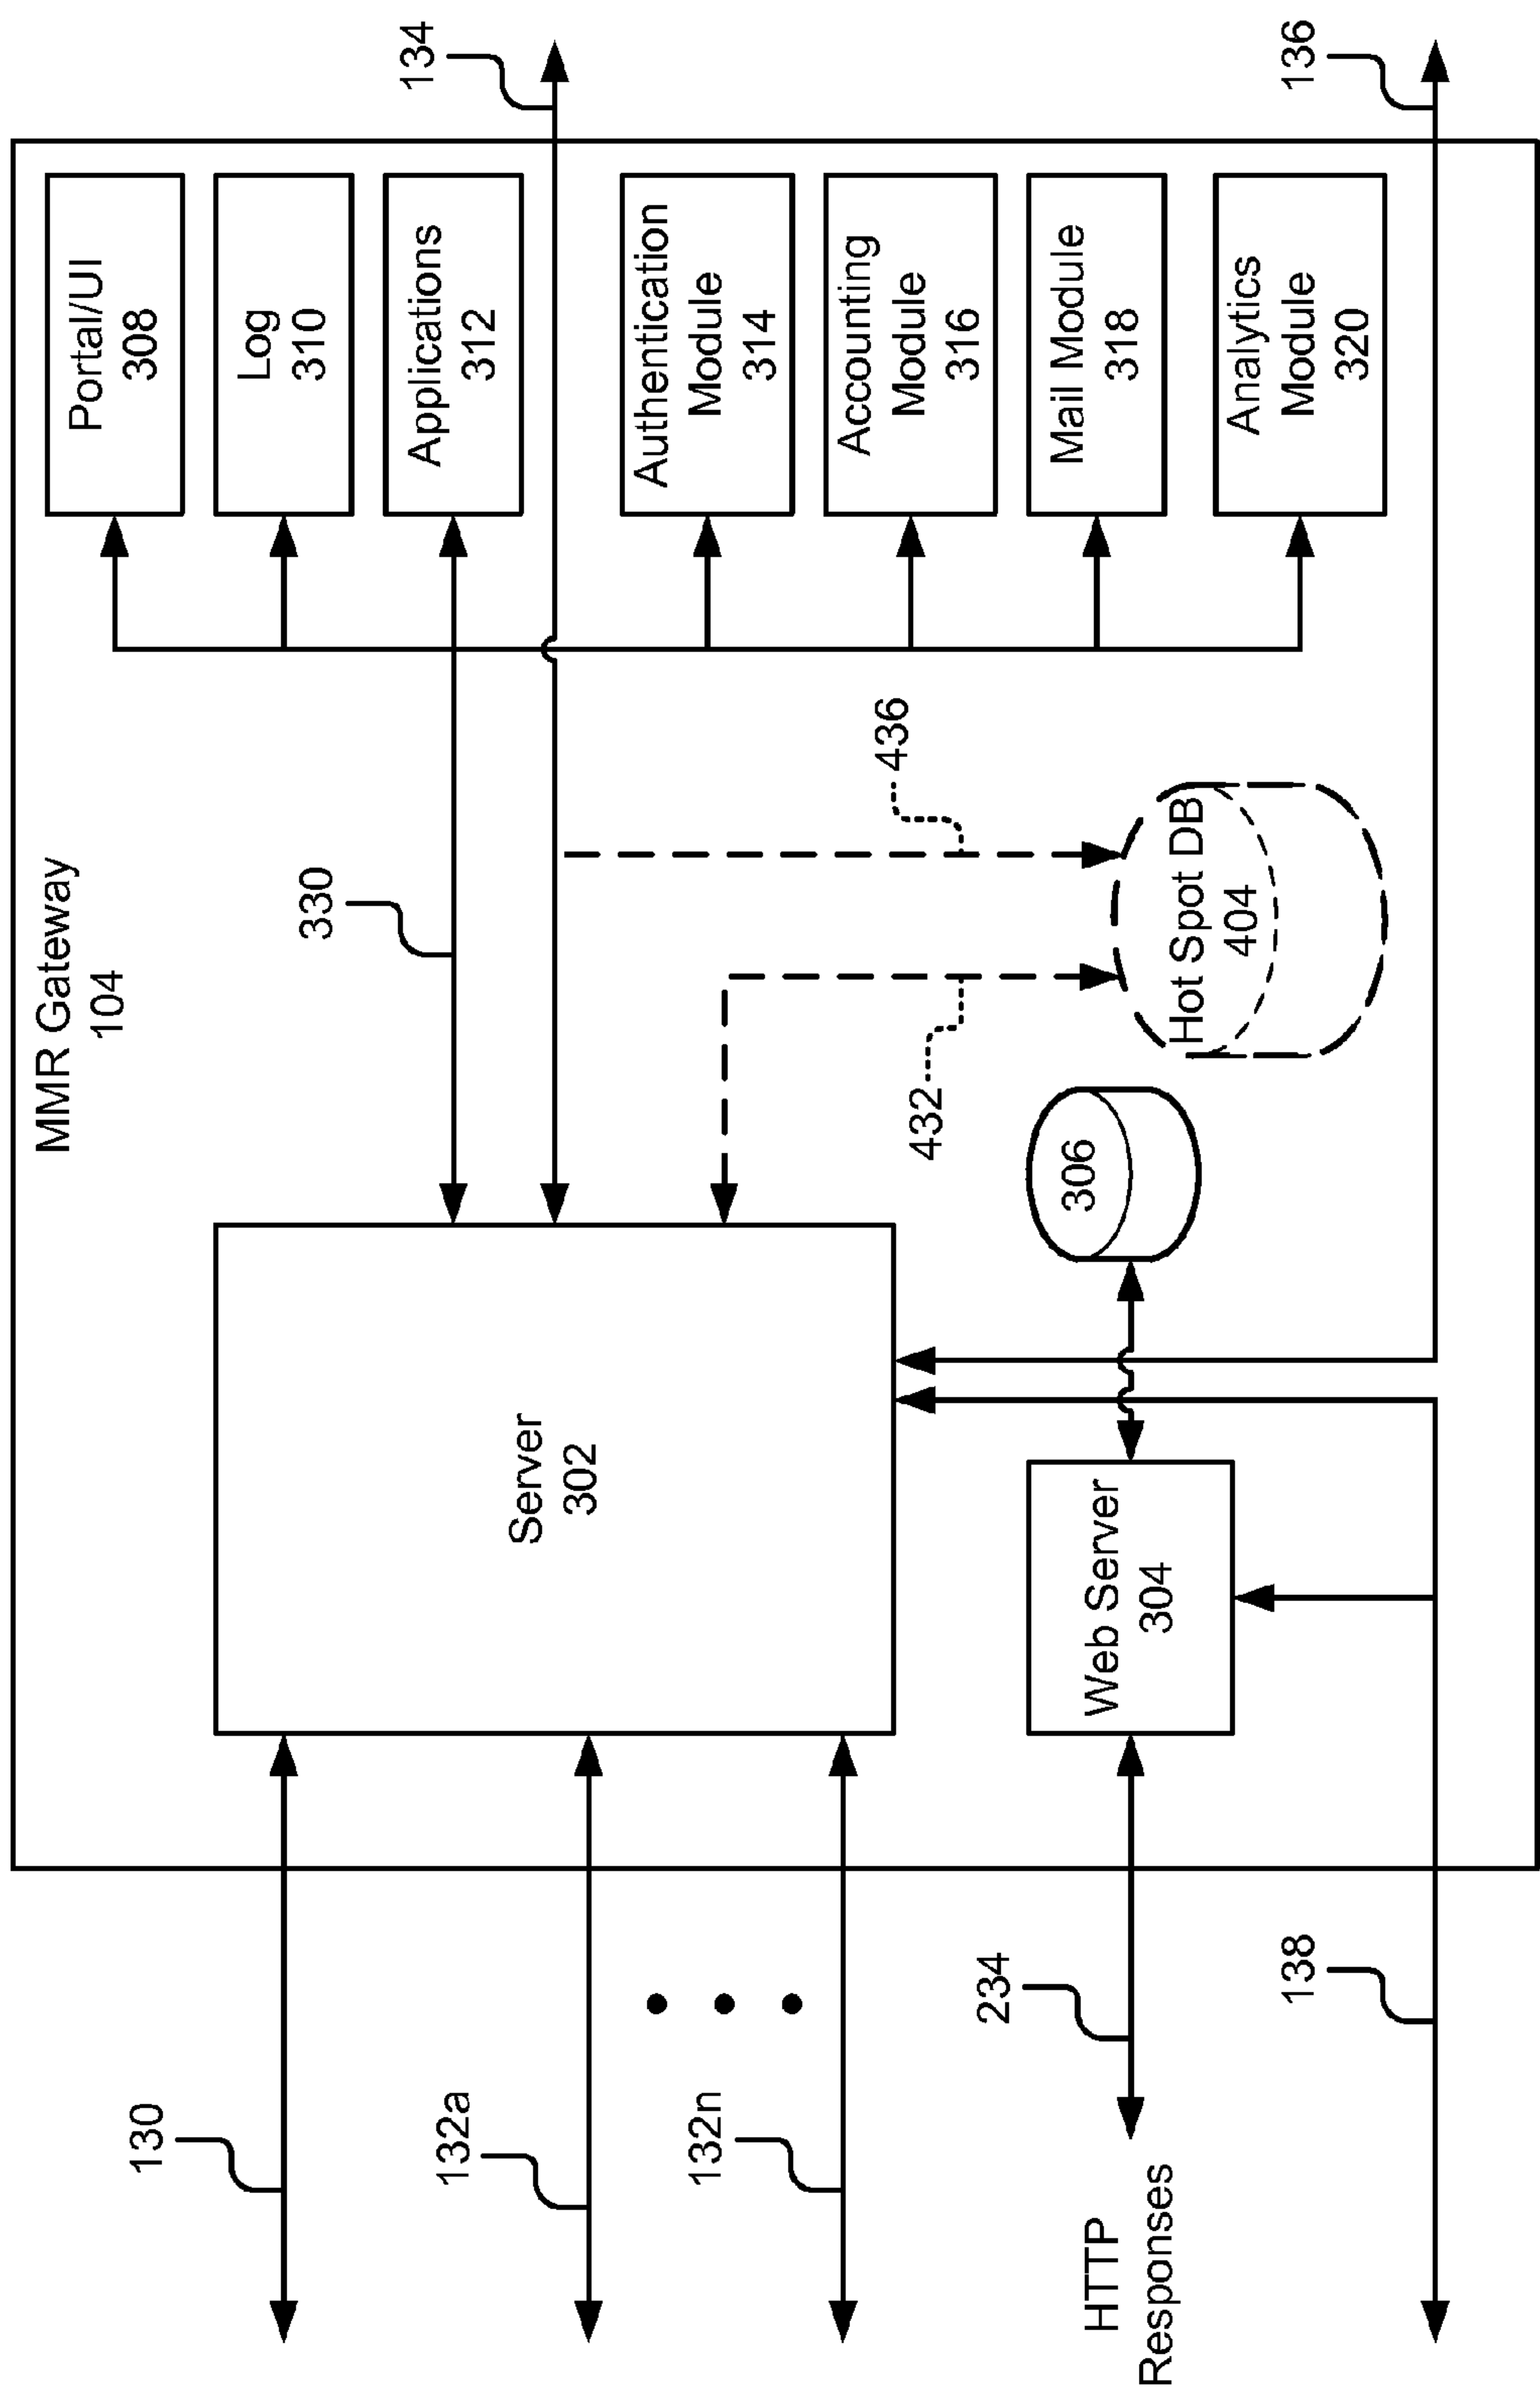 MMR Gateway
104
130
132a
132n
234
HTTP
Responses
138
Server
302
Web Server
304
306
330
432
436
Hot Spot DB
404
Portal/UI
308
Log
310
Applications
312
134
Authentication
Module
314
Accounting
Module
316
Mail Module
318
Analytics
Module
320
136